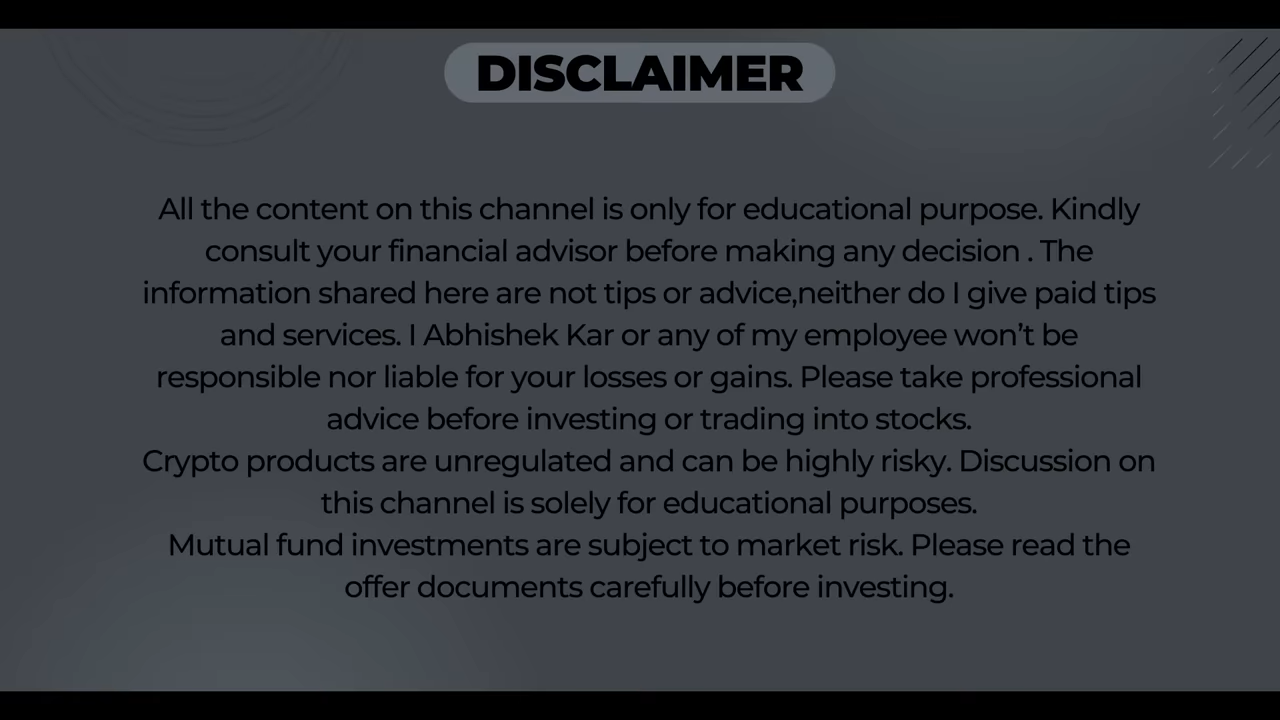 DISCLAIMER
All the content on this channel is only for educational purpose. Kindly
consult your financial advisor before making any decision . The
information shared here are not tips or advice,neither do I give paid tips
and services. I Abhishek Kar or any of my employee won’t be
responsible nor liable for your losses or gains. Please take professional
advice before investing or trading into stocks.
Crypto products are unregulated and can be highly risky. Discussion on
this channel is solely for educational purposes.
Mutual fund investments are subject to market risk. Please read the
offer documents carefully before investing.